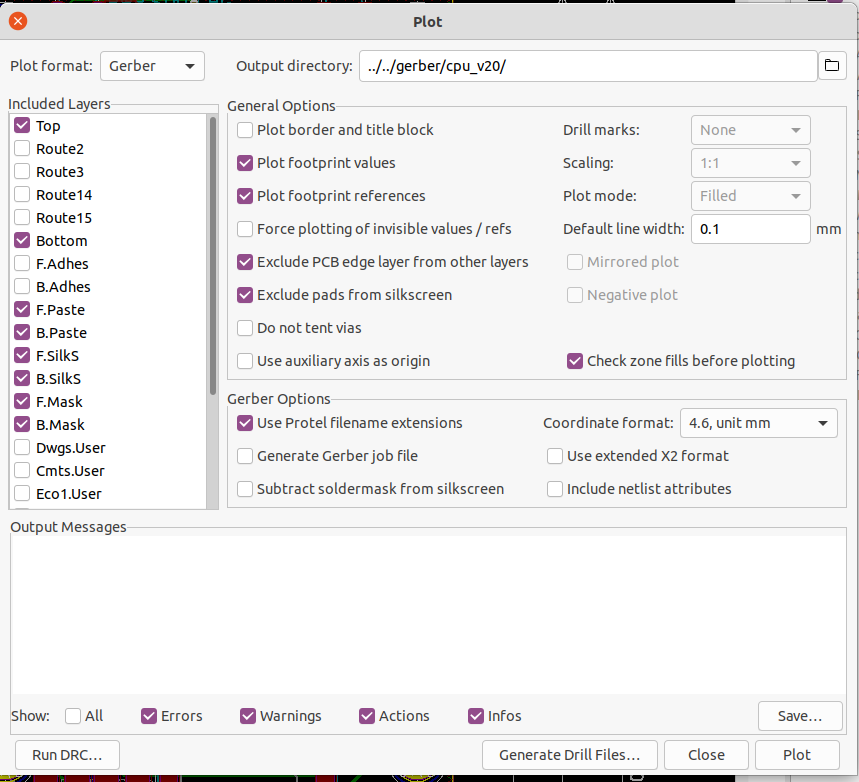 Plot
Plot format: Gerber Output directory: ../../gerber/cpu_v20/
Included Layers
Top
Route2
Route3
Route14
Route15
Bottom
F.Adhes
B.Adhes
F.Paste
B.Paste
F.SilkS
B.SilkS
F.Mask
B.Mask
Dwgs.User
Cmts.User
Eco1.User
General Options
Plot border and title block Drill marks: None
Plot footprint values Scaling: 1:1
Plot footprint references Plot mode: Filled
Force plotting of invisible values / refs Default line width: 0.1 mm
Exclude PCB edge layer from other layers Mirrored plot
Exclude pads from silkscreen Negative plot
Do not tent vias
Use auxiliary axis as origin Check zone fills before plotting
Gerber Options
Use Protel filename extensions Coordinate format: 4.6, unit mm
Generate Gerber job file Use extended X2 format
Subtract soldermask from silkscreen Include netlist attributes
Output Messages
Show: All Errors Warnings Actions Infos Save...
Run DRC... Generate Drill Files... Close Plot